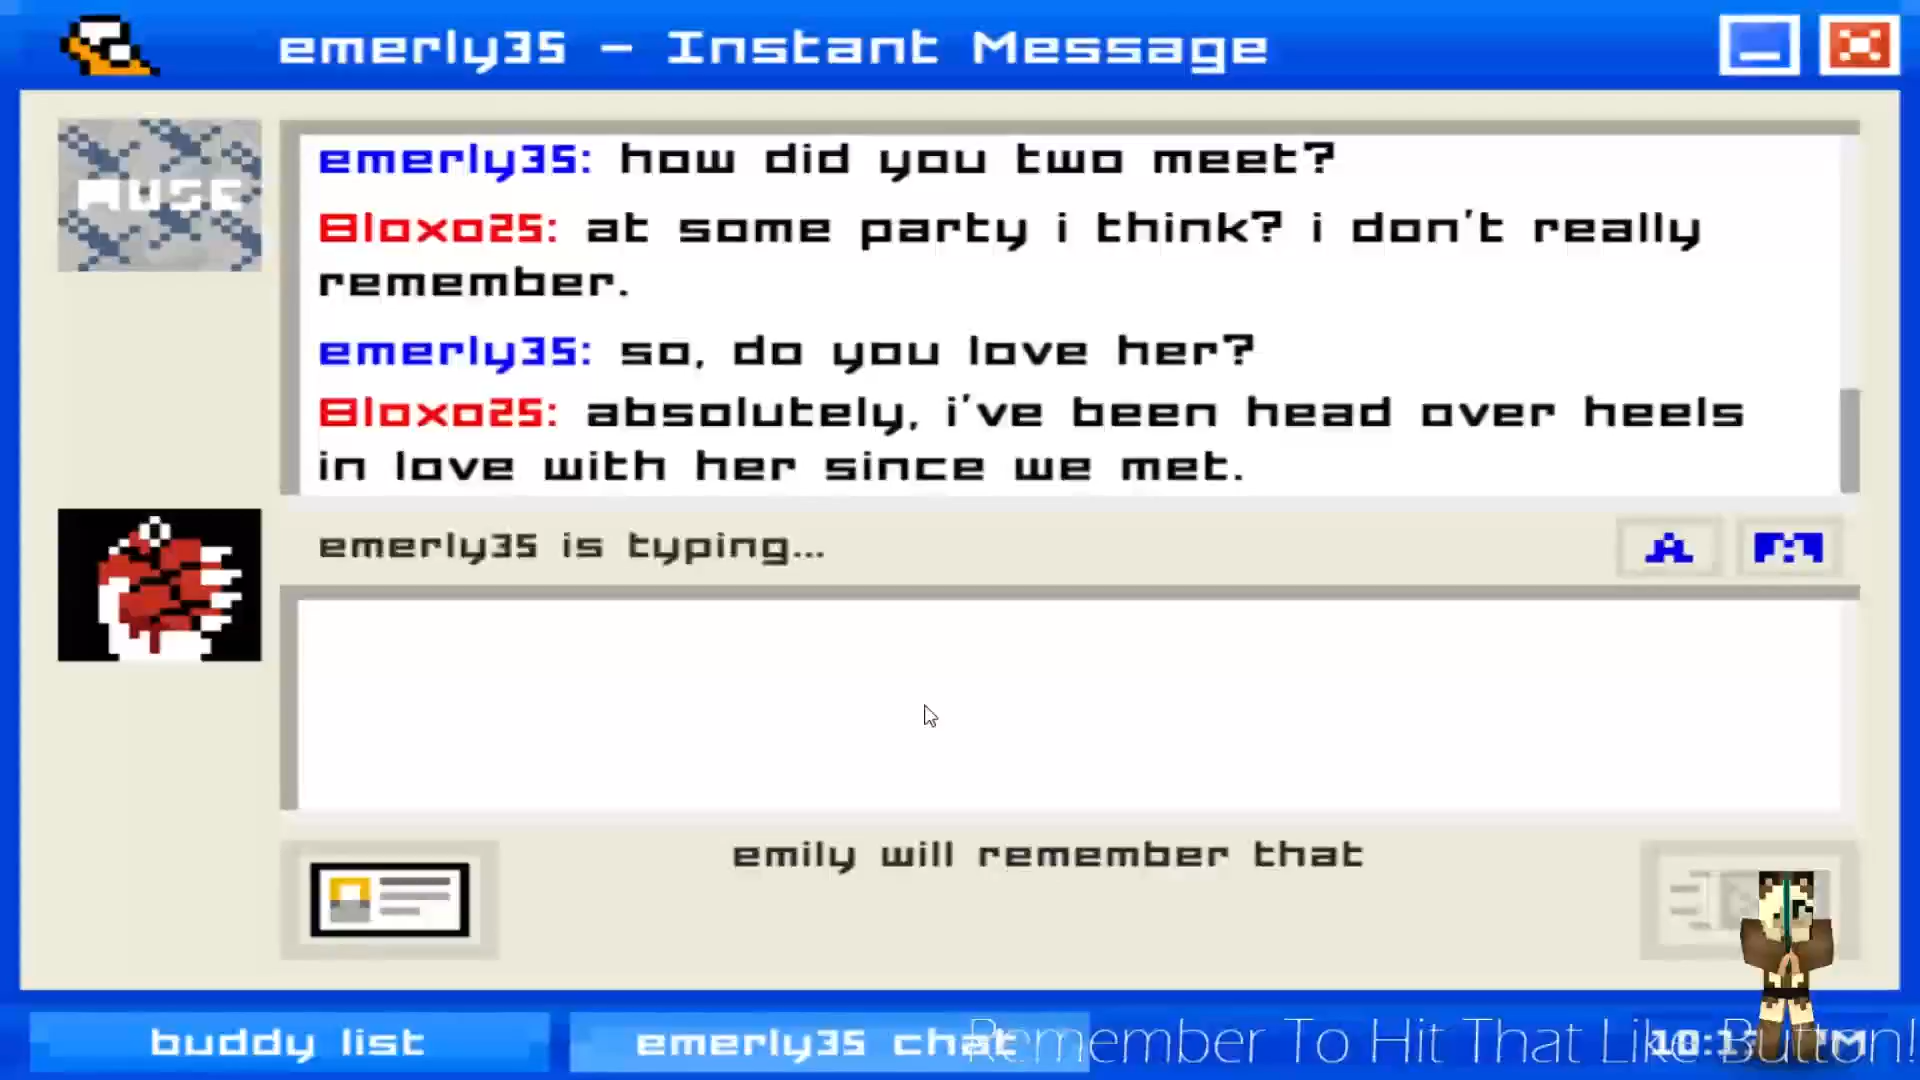 emerly35 - Instant Message
MUSE
emerly35: how did you two meet?
Bloxo25: at some party i think? i don't really
remember.
emerly35: so, do you love her?
Bloxo25: absolutely, i've been head over heels
in love with her since we met.
emerly35 is typing...
A
emily will remember that
buddy list
emerly35 chat
Remember To Hit That Like Button!